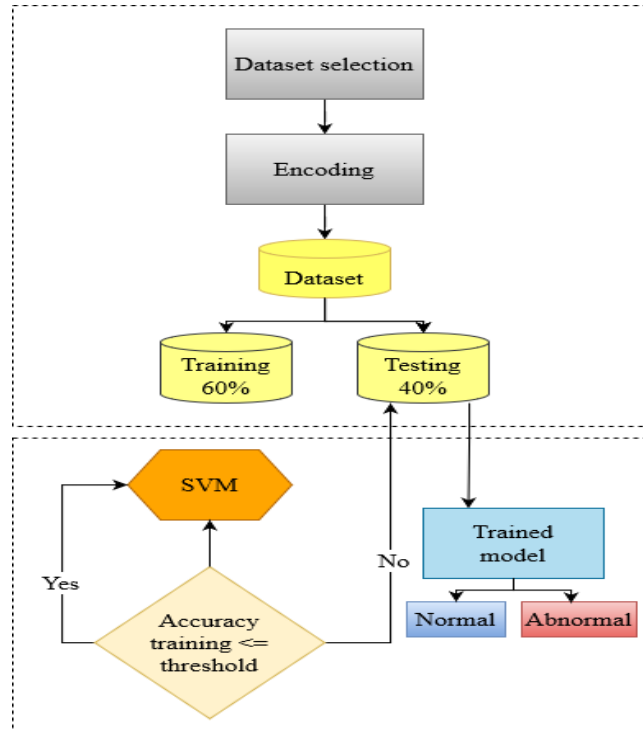 Dataset selection
Encoding
Dataset
Training
60%
Testing
40%
SVM
Yes
No
Accuracy
training <=
threshold
Trained
model
Normal
Abnormal